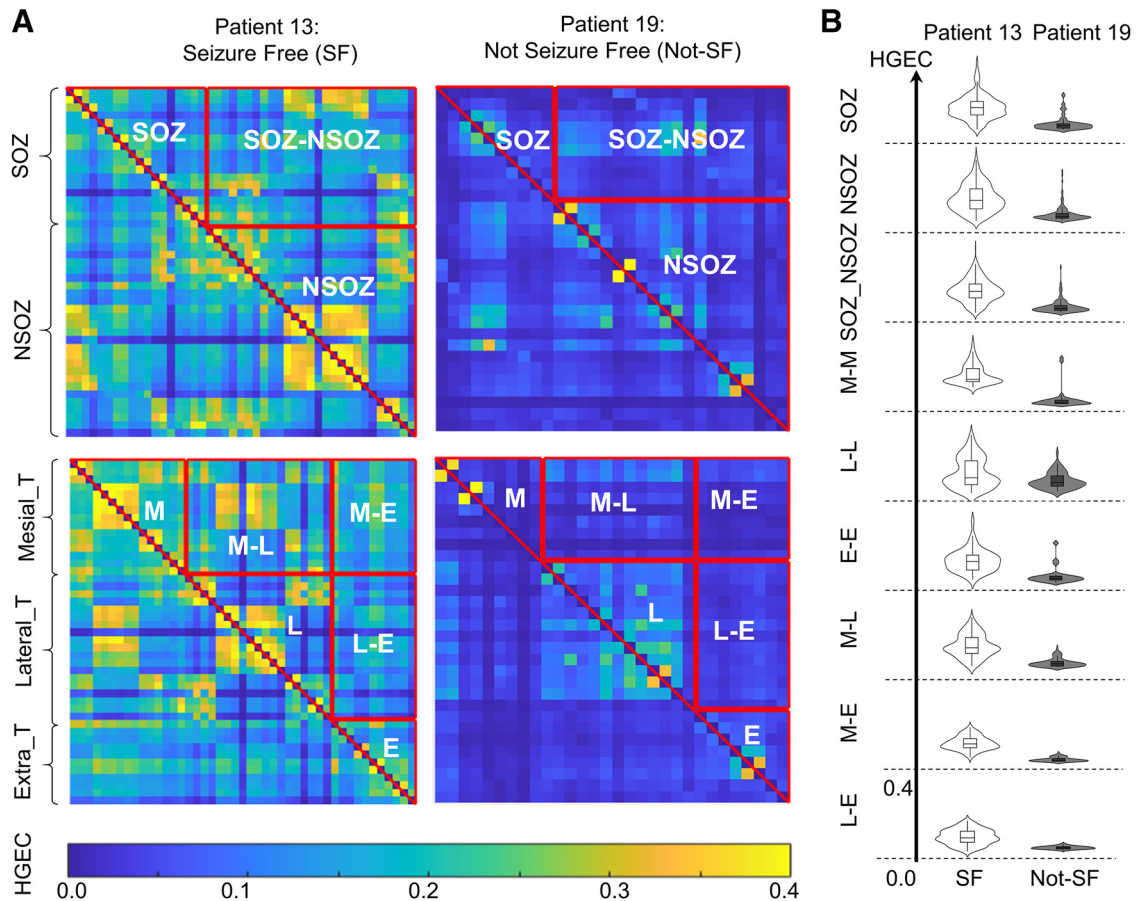 A
Patient 13:
Seizure Free (SF)
Patient 19:
Not Seizure Free (Not-SF)
SOZ
NSOZ
SOZ
SOZ-NSOZ
NSOZ
SOZ
SOZ-NSOZ
NSOZ
Mesial_T
Lateral_T
Extra_T
M
M-L
M-E
L
L-E
E
M
M-L
M-E
L
L-E
E
HGEC
0.0
0.1
0.2
0.3
0.4
B
Patient 13
Patient 19
HGEC
SOZ
NSOZ
SOZ_NSOZ
M-M
L-L
E-E
M-L
M-E
L-E
0.4
0.0
SF
Not-SF